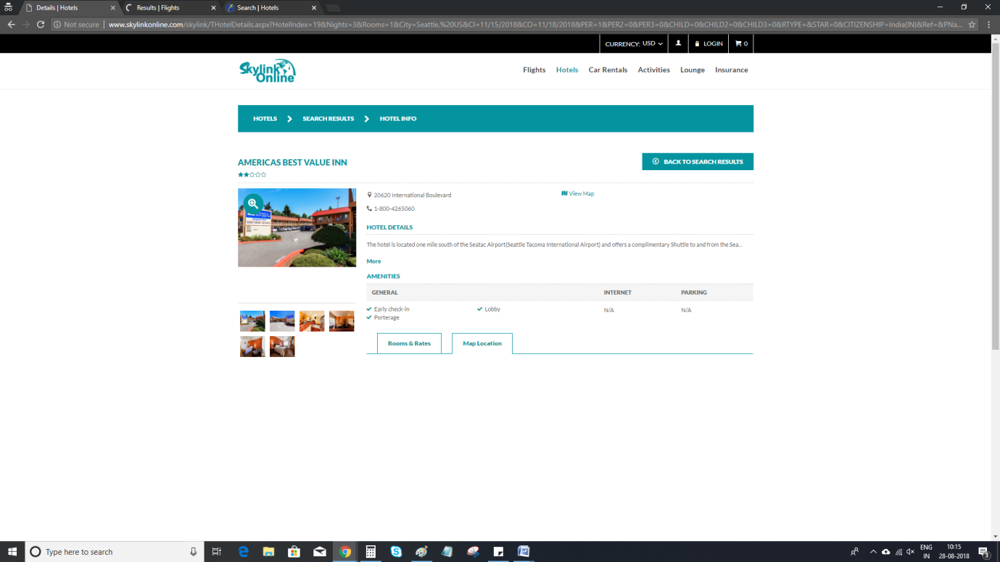 Details | Hotels
Results | Flights
Search | Hotels
Not secure | www.skylinkonline.com/skylink/THotelDetails.aspx?HotelIndex=19&Nights=3&Rooms=1&City=Seattle,%20US&CI=11/15/2018&CO=11/18/2018&PER=1&PER2=0&PER3=0&CHILD=0&CHILD2=0&CHILD3=0&RTYPE=&STAR=0&CITIZENSHIP=India(IN)&Ref=&PNa...
CURRENCY: USD
LOGIN
0
Skylink Online
Flights Hotels Car Rentals Activities Lounge Insurance
HOTELS SEARCH RESULTS HOTEL INFO
AMERICAS BEST VALUE INN
BACK TO SEARCH RESULTS
20620 International Boulevard
View Map
1-800-4265060
HOTEL DETAILS
The hotel is located one mile south of the Seatac Airport(Seattle Tacoma International Airport) and offers a complimentary Shuttle to and from the Sea...
More
AMENITIES
GENERAL INTERNET PARKING
Early check-in Lobby N/A N/A
Porterage
Rooms & Rates Map Location
Type here to search
ENG
IN
10:15
28-08-2018
3